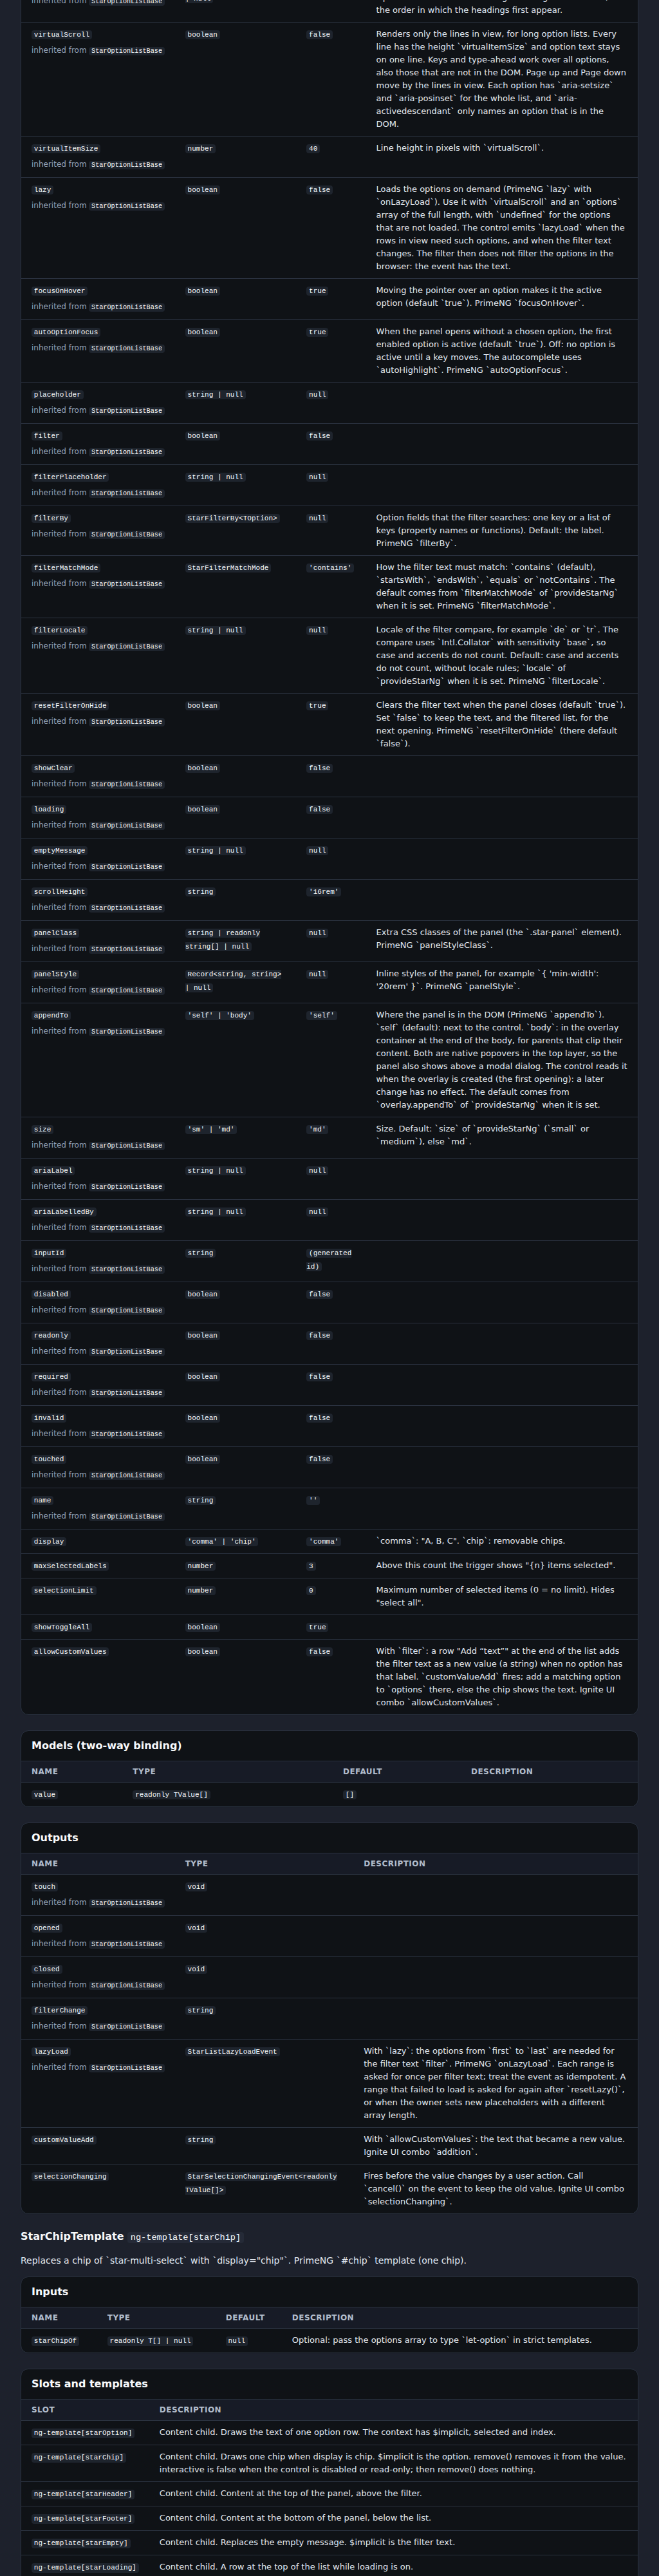 inherited from StarOptionListBase
the order in which the headings first appear.
virtualScroll boolean false Renders only the lines in view, for long option lists. Every
inherited from StarOptionListBase line has the height `virtualItemSize` and option text stays
on one line. Keys and type-ahead work over all options,
also those that are not in the DOM. Page up and Page down
move by the lines in view. Each option has `aria-setsize`
and `aria-posinset` for the whole list, and `aria-
activedescendant` only names an option that is in the
DOM.
virtualItemSize number 40 Line height in pixels with `virtualScroll`.
inherited from StarOptionListBase
lazy boolean false Loads the options on demand (PrimeNG `lazy` with
inherited from StarOptionListBase `onLazyLoad`). Use it with `virtualScroll` and an `options`
array of the full length, with `undefined` for the options
that are not loaded. The control emits `lazyLoad` when the
rows in view need such options, and when the filter text
changes. The filter then does not filter the options in the
browser: the event has the text.
focusOnHover boolean true Moving the pointer over an option makes it the active
inherited from StarOptionListBase option (default `true`). PrimeNG `focusOnHover`.
autoOptionFocus boolean true When the panel opens without a chosen option, the first
inherited from StarOptionListBase enabled option is active (default `true`). Off: no option is
active until a key moves. The autocomplete uses
`autoHighlight`. PrimeNG `autoOptionFocus`.
placeholder string | null null
inherited from StarOptionListBase
filter boolean false
inherited from StarOptionListBase
filterPlaceholder string | null null
inherited from StarOptionListBase
filterBy StarFilterBy<TOption> null Option fields that the filter searches: one key or a list of
inherited from StarOptionListBase keys (property names or functions). Default: the label.
PrimeNG `filterBy`.
filterMatchMode StarFilterMatchMode 'contains' How the filter text must match: `contains` (default),
inherited from StarOptionListBase `startsWith`, `endsWith`, `equals` or `notContains`. The
default comes from `filterMatchMode` of `provideStarNg`
when it is set. PrimeNG `filterMatchMode`.
filterLocale string | null null Locale of the filter compare, for example `de` or `tr`. The
inherited from StarOptionListBase compare uses `Intl.Collator` with sensitivity `base`, so
case and accents do not count. Default: case and accents
do not count, without locale rules; `locale` of
`provideStarNg` when it is set. PrimeNG `filterLocale`.
resetFilterOnHide boolean true Clears the filter text when the panel closes (default `true`).
inherited from StarOptionListBase Set `false` to keep the text, and the filtered list, for the
next opening. PrimeNG `resetFilterOnHide` (there default
`false`).
showClear boolean false
inherited from StarOptionListBase
loading boolean false
inherited from StarOptionListBase
emptyMessage string | null null
inherited from StarOptionListBase
scrollHeight string '16rem'
inherited from StarOptionListBase
panelClass string | readonly null Extra CSS classes of the panel (the `.star-panel` element).
inherited from StarOptionListBase string[] | null PrimeNG `panelStyleClass`.
panelStyle Record<string, string> null Inline styles of the panel, for example `{ 'min-width':
inherited from StarOptionListBase | null '20rem' }`. PrimeNG `panelStyle`.
appendTo 'self' | 'body' 'self' Where the panel is in the DOM (PrimeNG `appendTo`).
inherited from StarOptionListBase `self` (default): next to the control. `body`: in the overlay
container at the end of the body, for parents that clip their
content. Both are native popovers in the top layer, so the
panel also shows above a modal dialog. The control reads it
when the overlay is created (the first opening): a later
change has no effect. The default comes from
`overlay.appendTo` of `provideStarNg` when it is set.
size 'sm' | 'md' 'md' Size. Default: `size` of `provideStarNg` (`small` or
inherited from StarOptionListBase `medium`), else `md`.
ariaLabel string | null null
inherited from StarOptionListBase
ariaLabelledBy string | null null
inherited from StarOptionListBase
inputId string (generated
inherited from StarOptionListBase id)
disabled boolean false
inherited from StarOptionListBase
readonly boolean false
inherited from StarOptionListBase
required boolean false
inherited from StarOptionListBase
invalid boolean false
inherited from StarOptionListBase
touched boolean false
inherited from StarOptionListBase
name string ''
inherited from StarOptionListBase
display 'comma' | 'chip' 'comma' `comma`: "A, B, C". `chip`: removable chips.
maxSelectedLabels number 3 Above this count the trigger shows "{n} items selected".
selectionLimit number 0 Maximum number of selected items (0 = no limit). Hides
"select all".
showToggleAll boolean true
allowCustomValues boolean false With `filter`: a row "Add “text”" at the end of the list adds
the filter text as a new value (a string) when no option has
that label. `customValueAdd` fires; add a matching option
to `options` there, else the chip shows the text. Ignite UI
combo `allowCustomValues`.
Models (two-way binding)
NAME TYPE DEFAULT DESCRIPTION
value readonly TValue[] []
Outputs
NAME TYPE DESCRIPTION
touch void
inherited from StarOptionListBase
opened void
inherited from StarOptionListBase
closed void
inherited from StarOptionListBase
filterChange string
inherited from StarOptionListBase
lazyLoad StarListLazyLoadEvent With `lazy`: the options from `first` to `last` are needed for
inherited from StarOptionListBase the filter text `filter`. PrimeNG `onLazyLoad`. Each range is
asked for once per filter text; treat the event as idempotent. A
range that failed to load is asked for again after `resetLazy()`,
or when the owner sets new placeholders with a different
array length.
customValueAdd string With `allowCustomValues`: the text that became a new value.
Ignite UI combo `addition`.
selectionChanging StarSelectionChangingEvent<readonly Fires before the value changes by a user action. Call
TValue[]> `cancel()` on the event to keep the old value. Ignite UI combo
`selectionChanging`.
StarChipTemplate ng-template[starChip]
Replaces a chip of `star-multi-select` with `display="chip"`. PrimeNG `#chip` template (one chip).
Inputs
NAME TYPE DEFAULT DESCRIPTION
starChipOf readonly T[] | null null Optional: pass the options array to type `let-option` in strict templates.
Slots and templates
SLOT DESCRIPTION
ng-template[starOption] Content child. Draws the text of one option row. The context has $implicit, selected and index.
ng-template[starChip] Content child. Draws one chip when display is chip. $implicit is the option. remove() removes it from the value.
interactive is false when the control is disabled or read-only; then remove() does nothing.
ng-template[starHeader] Content child. Content at the top of the panel, above the filter.
ng-template[starFooter] Content child. Content at the bottom of the panel, below the list.
ng-template[starEmpty] Content child. Replaces the empty message. $implicit is the filter text.
ng-template[starLoading] Content child. A row at the top of the list while loading is on.